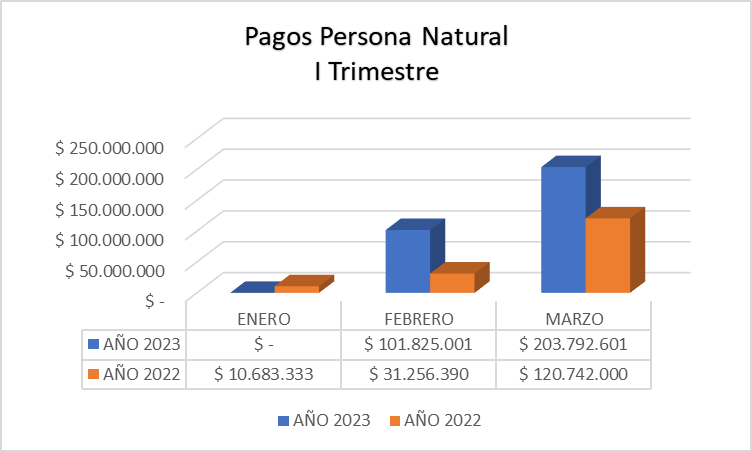 Pagos Persona Natural
I Trimestre
$ 250.000.000
$ 200.000.000
$ 150.000.000
$ 100.000.000
$ 50.000.000
$ -
ENERO FEBRERO MARZO
AÑO 2023 $ - $ 101.825.001 $ 203.792.601
AÑO 2022 $ 10.683.333 $ 31.256.390 $ 120.742.000
AÑO 2023 AÑO 2022